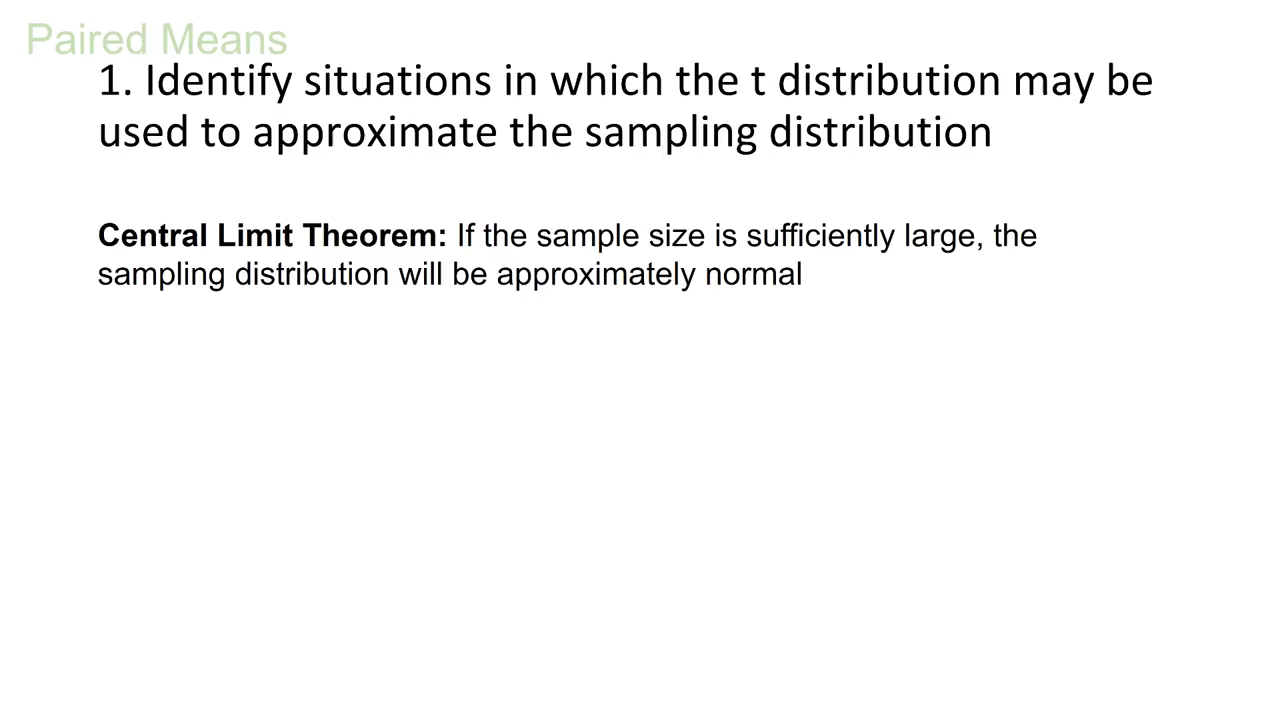 Paired Means
1. Identify situations in which the t distribution may be
used to approximate the sampling distribution
Central Limit Theorem: If the sample size is sufficiently large, the
sampling distribution will be approximately normal